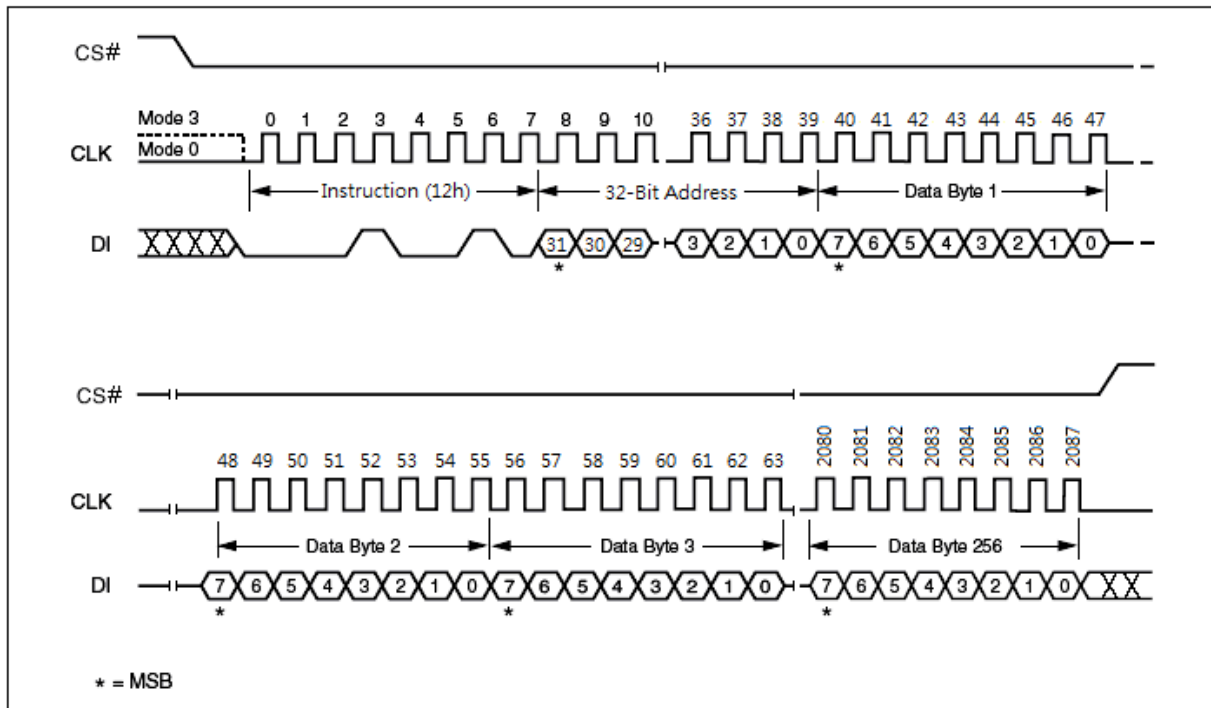 CS#
Mode 3 0 1 2 3 4 5 6 7 8 9 10 36 37 38 39 40 41 42 43 44 45 46 47
Mode 0
CLK
Instruction (12h) 32-Bit Address Data Byte 1
DI 31 30 29 3 2 1 0 7 6 5 4 3 2 1 0
* *
CS#
2080 2081 2082 2083 2084 2085 2086 2087
48 49 50 51 52 53 54 55 56 57 58 59 60 61 62 63
CLK
Data Byte 2 Data Byte 3 Data Byte 256
DI 7 6 5 4 3 2 1 0 7 6 5 4 3 2 1 0 7 6 5 4 3 2 1 0
* * *
* = MSB